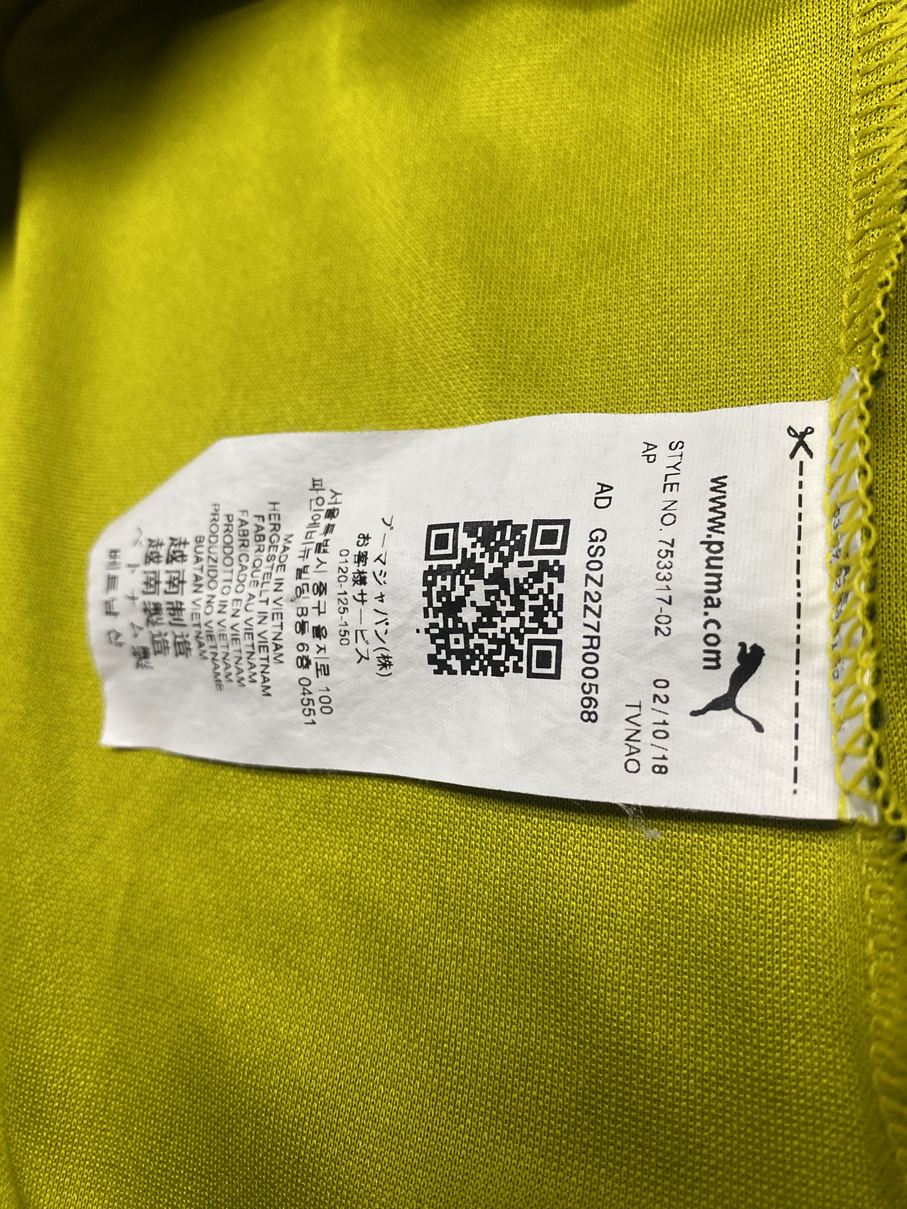 www.puma.com
STYLE NO. 753317-02 02/10/18
AP TVNAO
AD GS0Z2Z7R00568
プーマジャパン(株)
お客様サービス
0120-125-150
서울특별시 중구 을지로 100
파인에비뉴빌딩, B동 6층 04551
MADE IN VIETNAM
HERGESTELLT IN VIETNAM
FABRIQUÉ AU VIETNAM
FABRICADO EN VIETNAM
PRODOTTO IN VIETNAM
PRODUZIDO NO VIETNAME
BUATAN VIETNAM
越南制造
越南製造
ベトナム製
베트남산